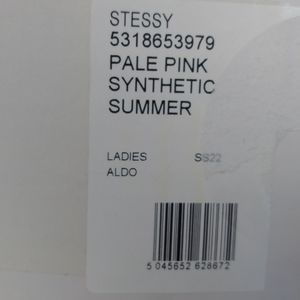 STESSY
5318653979
PALE PINK
SYNTHETIC
SUMMER
LADIES SS22
ALDO
5 045652 628672